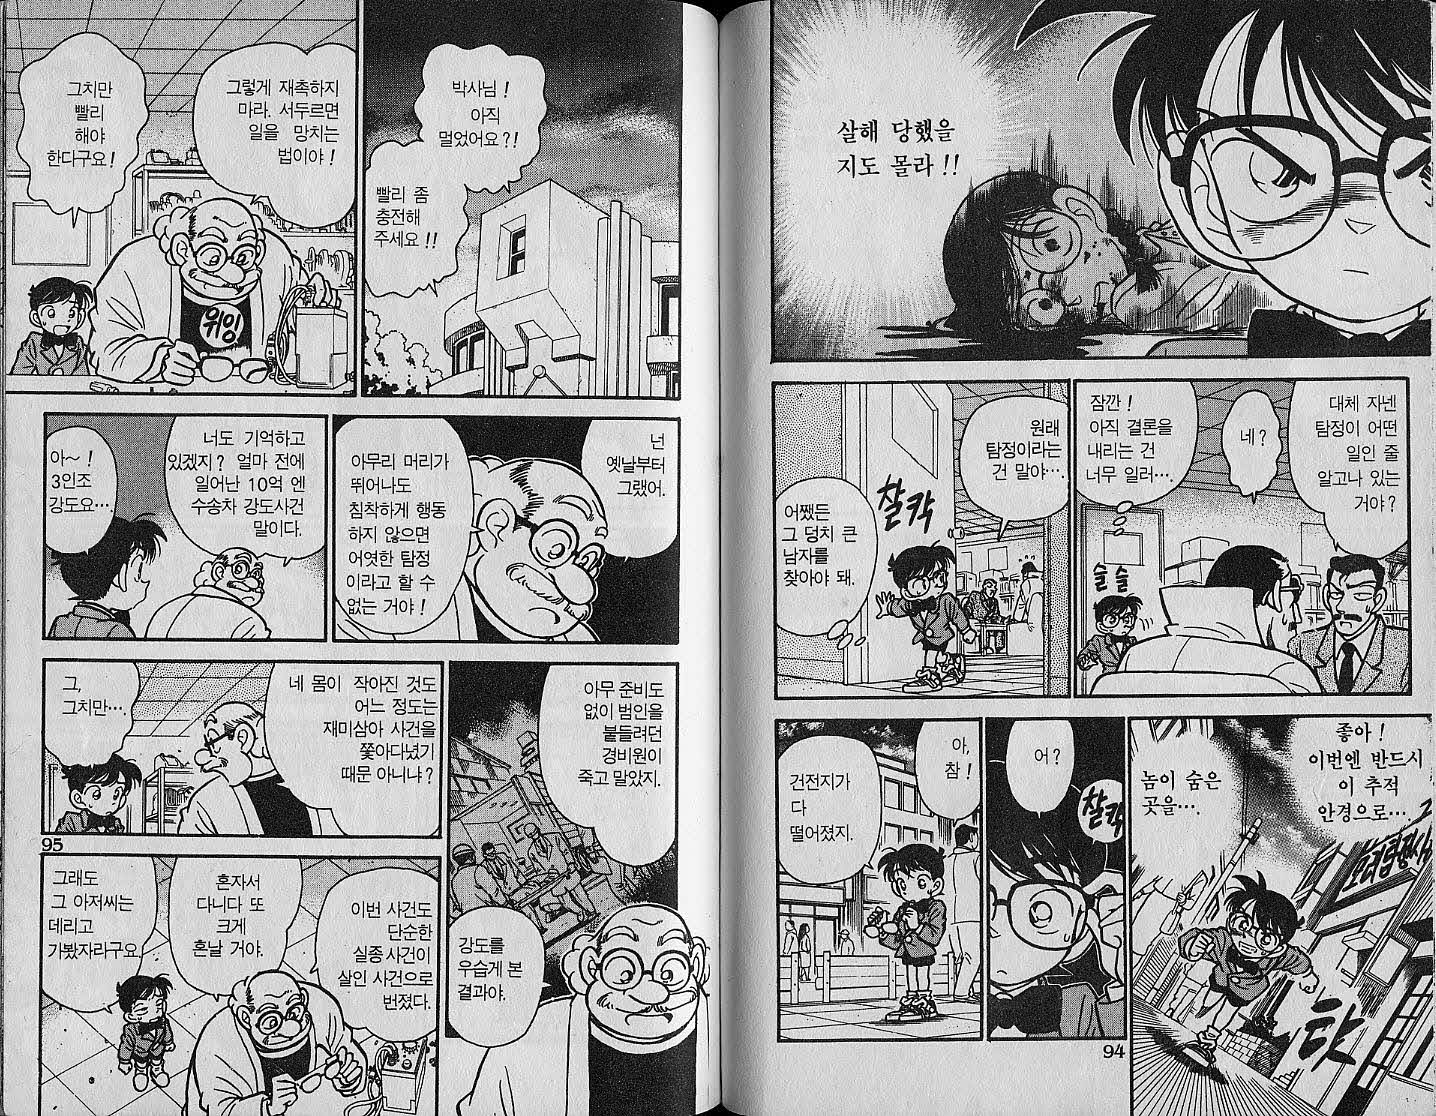 살해 당했을
지도 몰라!!
대체 자넨
탐정이 어떤
일인 줄
알고나 있는
거야?
네?
잠깐!
아직 결론을
내리는 건
너무 일러….
슬슬
원래
탐정이라는
건 말야….
찰칵
어쨌든
그 덩치 큰
남자를
찾아야 돼.
좋아!
이번엔 반드시
이 추적
안경으로….
놈이 숨은
곳을….
모리탐정사무
탓
어?
찰칵
아,
참!
건전지가
다
떨어졌지.
94
박사님!
아직
멀었어요?!
빨리 좀
충전해
주세요!!
그렇게 재촉하지
마라. 서두르면
일을 망치는
법이야!
그치만
빨리
해야
한다구요!
위잉
넌
옛날부터
그랬어.
아무리 머리가
뛰어나도
침착하게 행동
하지 않으면
어엿한 탐정
이라고 할 수
없는 거야!
너도 기억하고
있겠지? 얼마 전에
일어난 10억 엔
수송차 강도사건
말이다.
아~!
3인조
강도요…
아무 준비도
없이 범인을
붙들려던
경비원이
죽고 말았지.
강도를
우습게 본
결과야.
네 몸이 작아진 것도
어느 정도는
재미삼아 사건을
쫓아다녔기
때문 아니냐?
그,
그치만….
95
이번 사건도
단순한
실종 사건이
살인 사건으로
번졌다.
혼자서
다니다 또
크게
혼날 거야.
그래도
그 아저씨는
데리고
가봤자라구요.